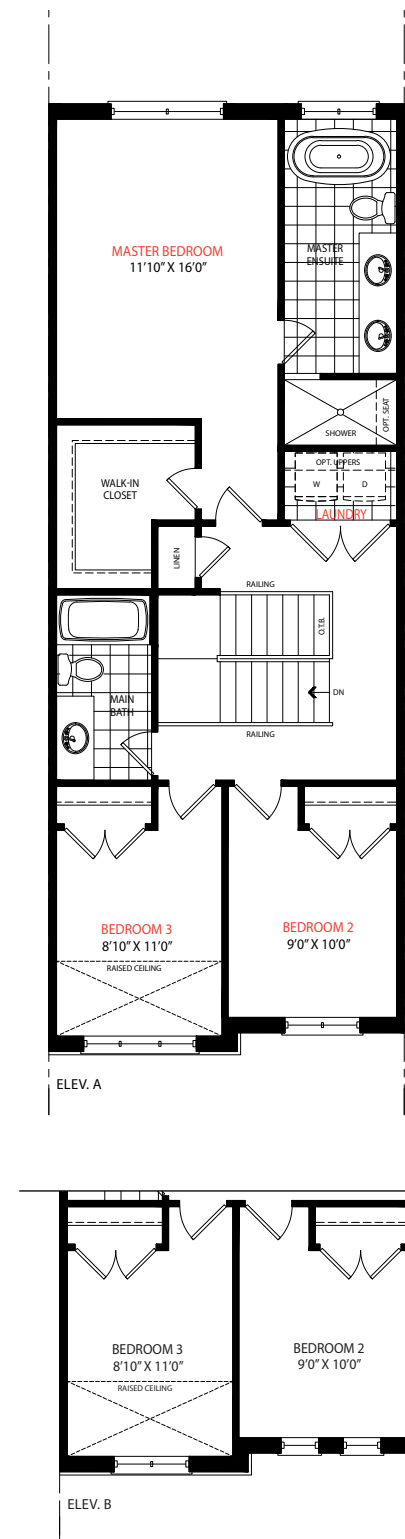 MASTER BEDROOM
11'10" X 16'0"
MASTER
ENSUITE
OPT. SEAT
SHOWER
WALK-IN
CLOSET
OPT. UPPERS
W D
LAUNDRY
LINEN
RAILING
O.T.B.
DN
RAILING
MAIN
BATH
BEDROOM 3
8'10" X 11'0"
RAISED CEILING
BEDROOM 2
9'0" X 10'0"
ELEV. A
BEDROOM 3
8'10" X 11'0"
RAISED CEILING
BEDROOM 2
9'0" X 10'0"
ELEV. B